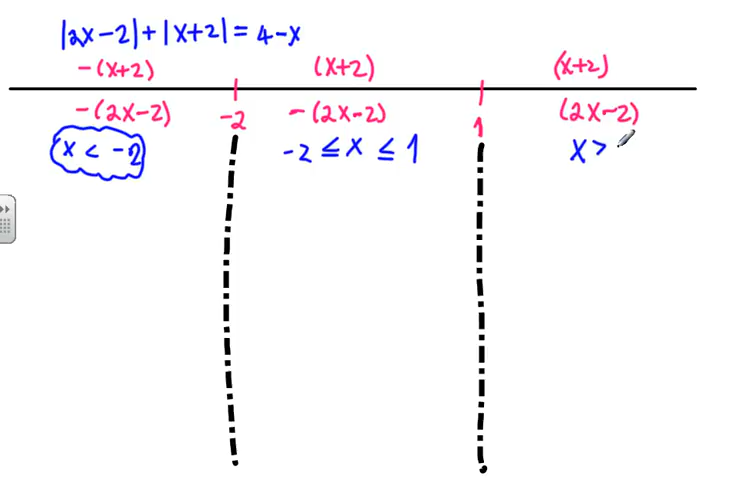 |2x-2|+|x+2|= 4-x
-(x+2) (x+2) (x+2)
-(2x-2) -2 -(2x-2) 1 (2x-2)
x < -2 -2 ≤ x ≤ 1 x >